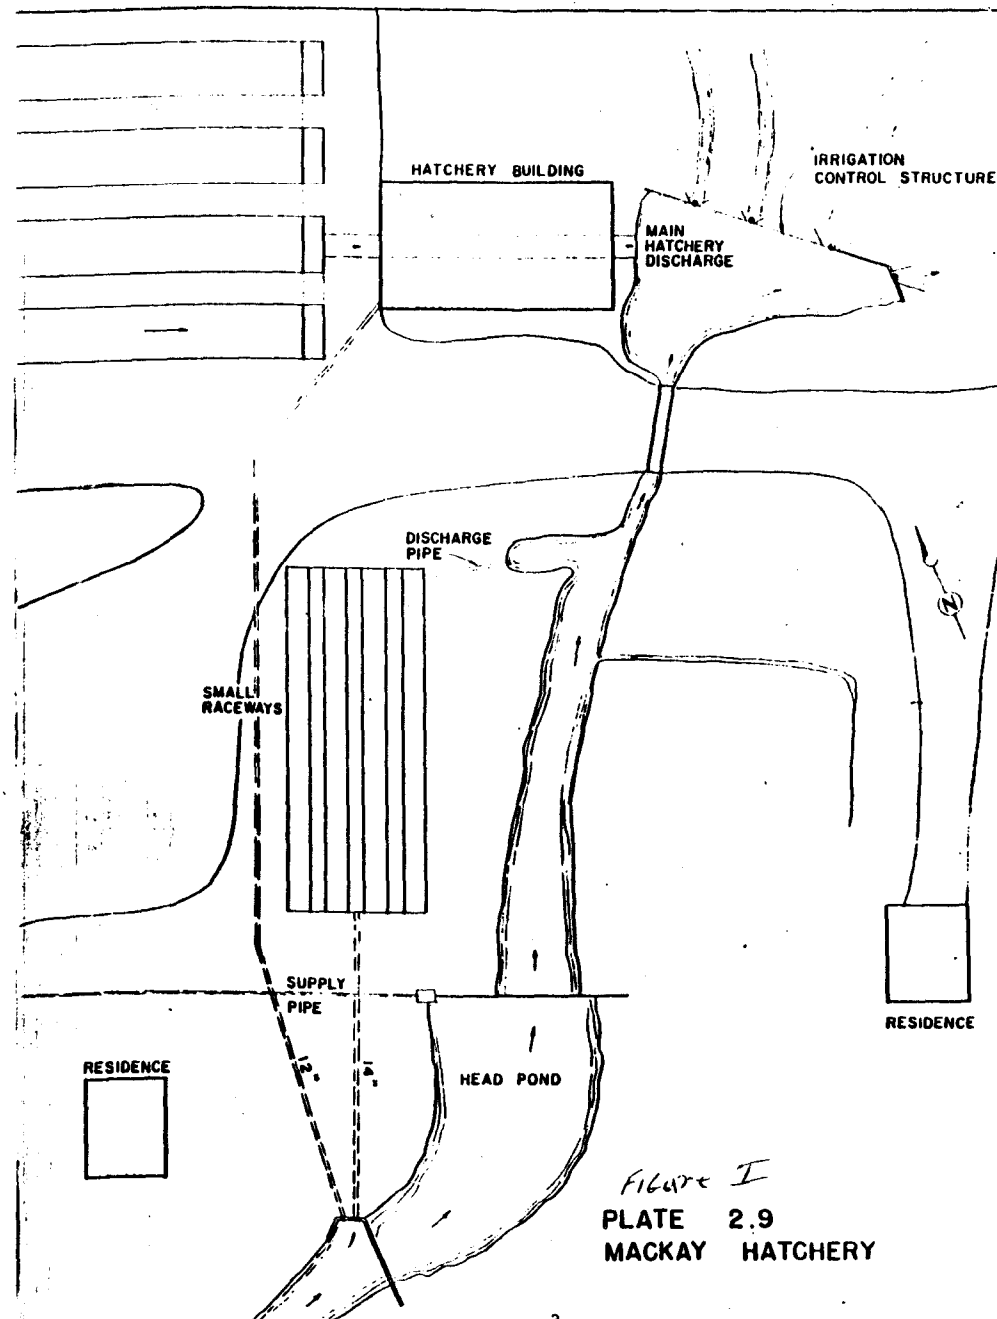 HATCHERY BUILDING
IRRIGATION
CONTROL STRUCTURE
MAIN
HATCHERY
DISCHARGE
DISCHARGE
PIPE
N
SMALL
RACEWAYS
SUPPLY
PIPE
RESIDENCE
12"
14"
HEAD POND
RESIDENCE
FIGURE I
PLATE 2.9
MACKAY HATCHERY